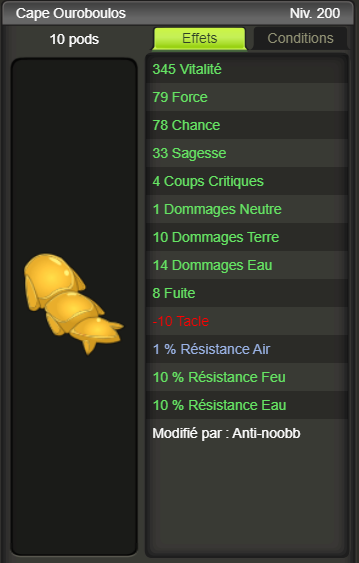 Cape Ouroboulos Niv. 200
10 pods Effets Conditions
345 Vitalité
79 Force
78 Chance
33 Sagesse
4 Coups Critiques
1 Dommages Neutre
10 Dommages Terre
14 Dommages Eau
8 Fuite
-10 Tacle
1 % Résistance Air
10 % Résistance Feu
10 % Résistance Eau
Modifié par : Anti-noobb